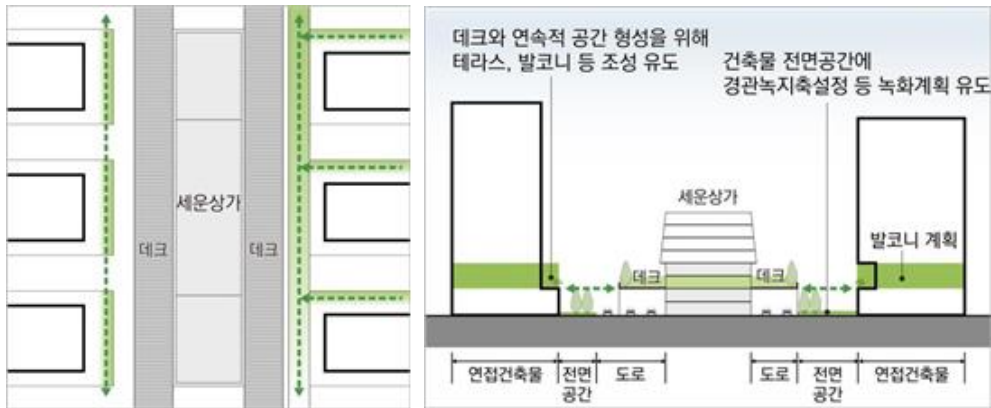 세운상가
데크
데크
데크와 연속적 공간 형성을 위해
테라스, 발코니 등 조성 유도
건축물 전면공간에
경관녹지축설정 등 녹화계획 유도
세운상가
발코니 계획
데크
데크
연접건축물
전면
공간
도로
도로
전면
공간
연접건축물